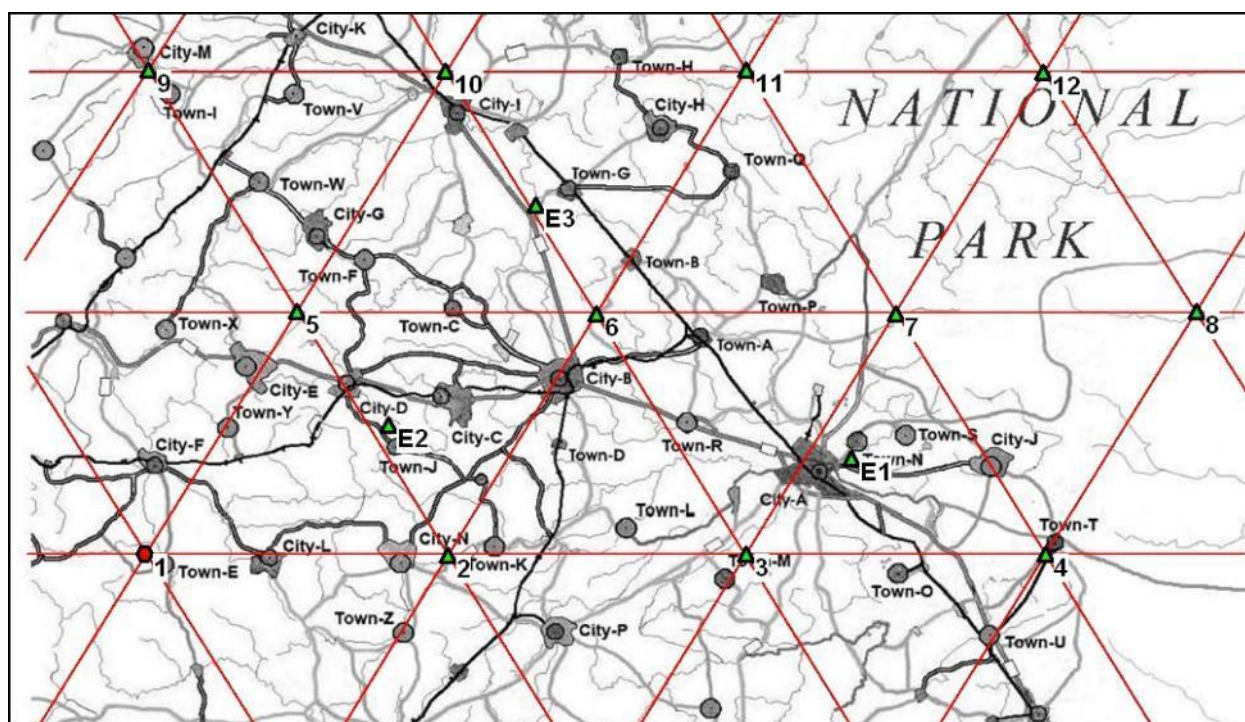 City-K
City-M
Town-H
9
10
11
12
Town-I
Town-V
City-I
City-H
NATIONAL
Town-Q
Town-W
Town-G
City-G
E3
PARK
Town-F
Town-B
Town-P
5
Town-X
Town-C
6
7
8
Town-A
City-E
City-B
City-D
Town-Y
E2
City-C
Town-R
Town-S
City-F
Town-J
Town-D
E1
Town-N
City-J
City-A
Town-L
City-N
Town-T
City-L
1
Town-E
2
Town-K
3
4
Town-O
Town-Z
City-P
Town-U